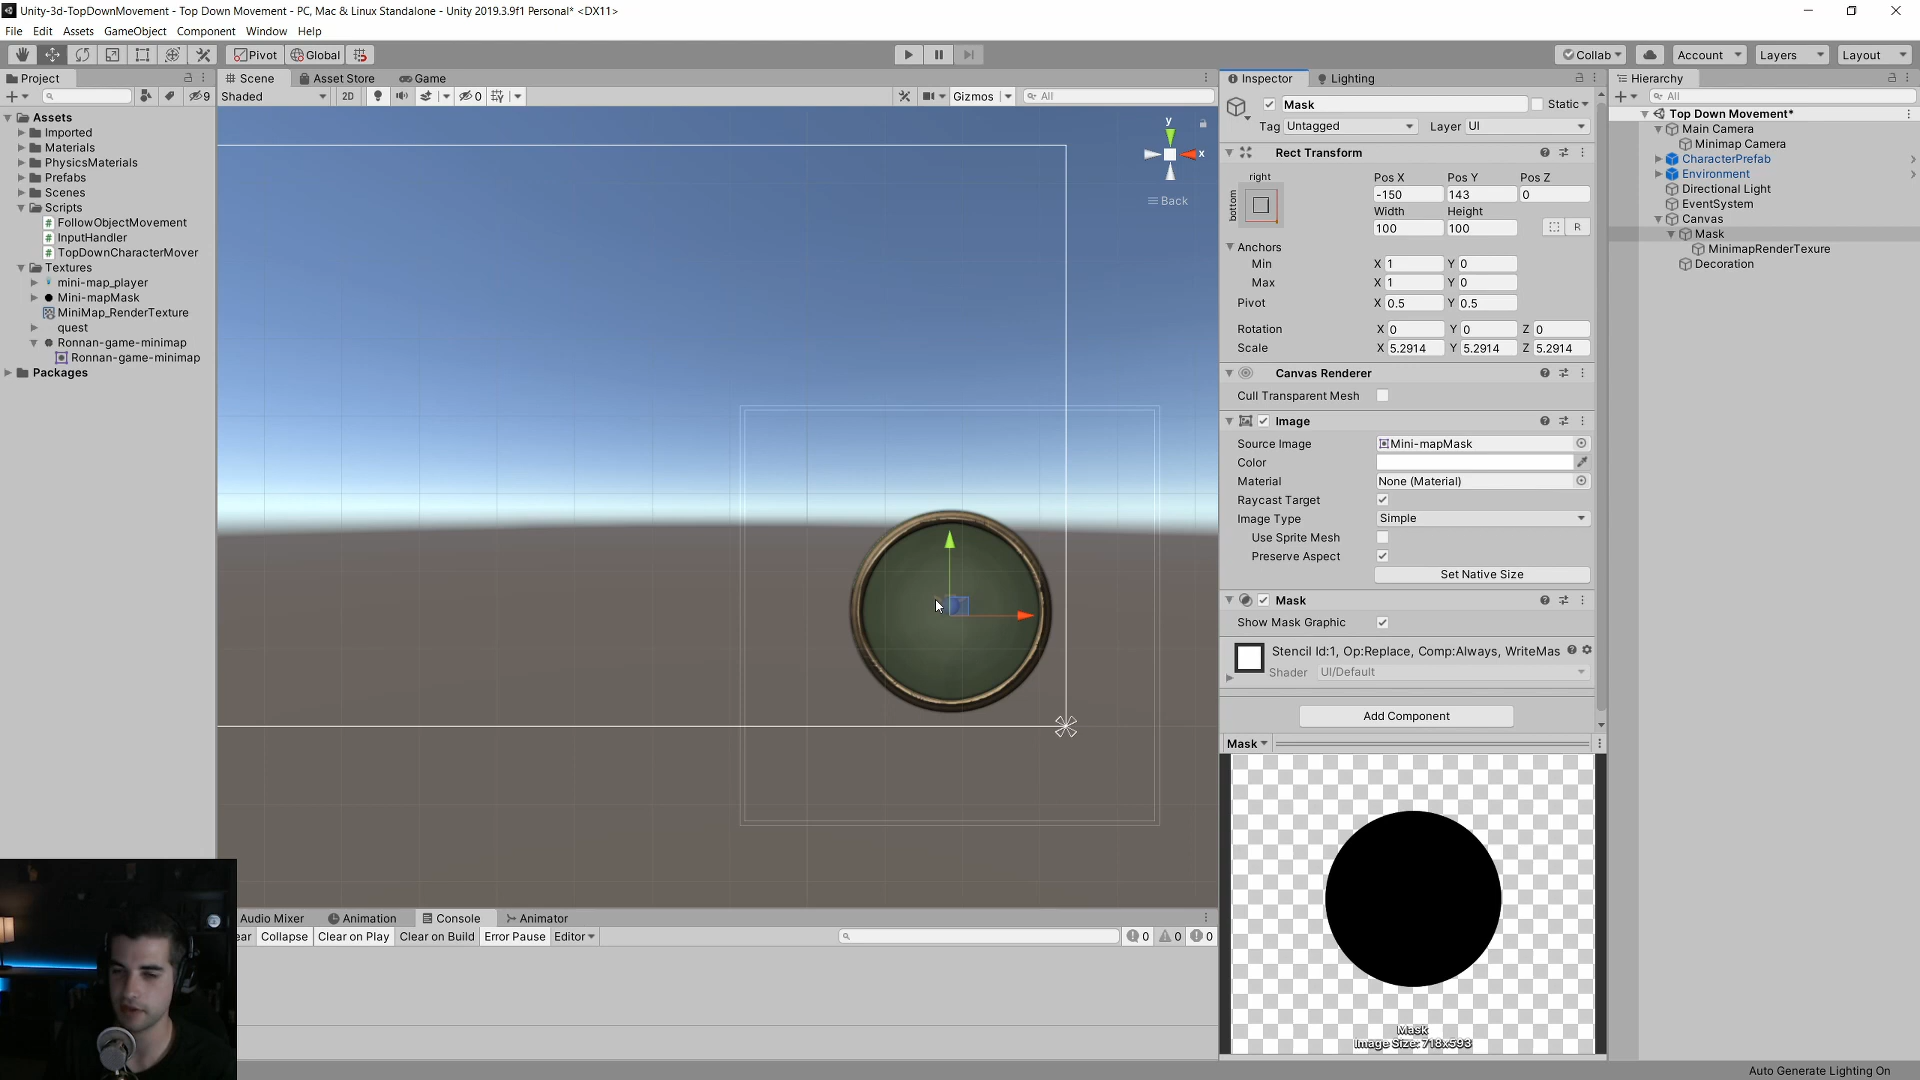 Unity-3d-TopDownMovement - Top Down Movement - PC, Mac & Linux Standalone - Unity 2019.3.9f1 Personal* <DX11>
File Edit Assets GameObject Component Window Help
Pivot Global Collab Account Layers Layout
Project
9
Assets
Imported
Materials
PhysicsMaterials
Prefabs
Scenes
Scripts
FollowObjectMovement
InputHandler
TopDownCharacterMover
Textures
mini-map_player
Mini-mapMask
MiniMap_RenderTexture
quest
Ronnan-game-minimap
Ronnan-game-minimap
Packages
Scene Asset Store Game
Shaded 2D 0 Gizmos All
y
x
Back
Audio Mixer Animation Console Animator
ear Collapse Clear on Play Clear on Build Error Pause Editor 0 0 0
Inspector Lighting
Mask Static
Tag Untagged Layer UI
Rect Transform
right
bottom
Pos X Pos Y Pos Z
-150 143 0
Width Height
100 100 R
Anchors
Min X 1 Y 0
Max X 1 Y 0
Pivot X 0.5 Y 0.5
Rotation X 0 Y 0 Z 0
Scale X 5.2914 Y 5.2914 Z 5.2914
Canvas Renderer
Cull Transparent Mesh
Image
Source Image Mini-mapMask
Color
Material None (Material)
Raycast Target
Image Type Simple
Use Sprite Mesh
Preserve Aspect
Set Native Size
Mask
Show Mask Graphic
Stencil Id:1, Op:Replace, Comp:Always, WriteMas
Shader UI/Default
Add Component
Mask
Mask
Image Size: 718x593
Hierarchy
All
Top Down Movement*
Main Camera
Minimap Camera
CharacterPrefab
Environment
Directional Light
EventSystem
Canvas
Mask
MinimapRenderTexure
Decoration
Auto Generate Lighting On